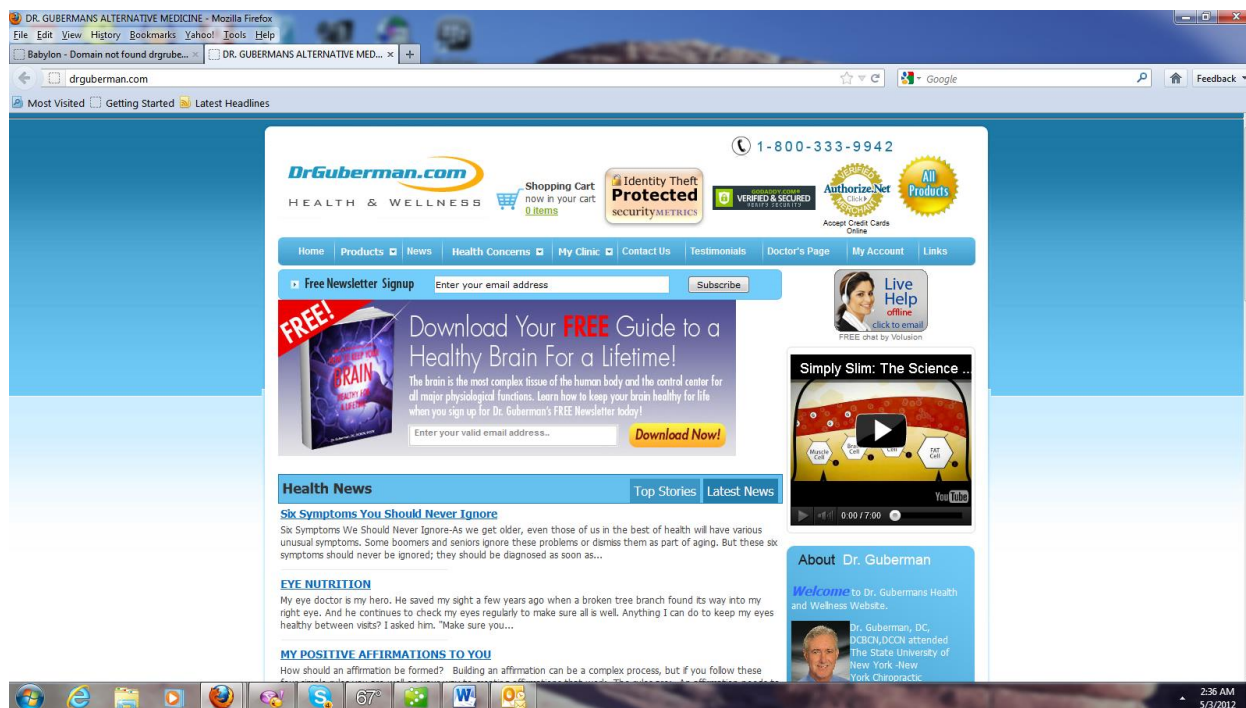 DR. GUBERMANS ALTERNATIVE MEDICINE - Mozilla Firefox
File Edit View History Bookmarks Yahoo! Tools Help
Babylon - Domain not found drgrube...
DR. GUBERMANS ALTERNATIVE MED...
drguberman.com
Google
Feedback
Most Visited Getting Started Latest Headlines
1-800-333-9942
DrGuberman.com
HEALTH & WELLNESS
Shopping Cart
now in your cart
0 items
Identity Theft
Protected
securityMETRICS
GODADDY.COM®
VERIFIED & SECURED
VERIFY SECURITY
VERIFIED
Authorize.Net
Click
MERCHANT
Accept Credit Cards
Online
All
Products
Home Products News Health Concerns My Clinic Contact Us Testimonials Doctor's Page My Account Links
Free Newsletter Signup Enter your email address Subscribe
Live
Help
offline
click to email
FREE chat by Volusion
FREE!
BRAIN
HEALTHY FOR
A LIFETIME
Download Your FREE Guide to a
Healthy Brain For a Lifetime!
The brain is the most complex tissue of the human body and the control center for
all major physiological functions. Learn how to keep your brain healthy for life
when you sign up for Dr. Guberman's FREE Newsletter today!
Enter your valid email address.. Download Now!
Simply Slim: The Science ...
Muscle
Cell
Cell
FAT
Cell
YouTube
0:00 / 7:00
Health News Top Stories Latest News
Six Symptoms You Should Never Ignore
Six Symptoms We Should Never Ignore-As we get older, even those of us in the best of health will have various
unusual symptoms. Some boomers and seniors ignore these problems or dismiss them as part of aging. But these six
symptoms should never be ignored; they should be diagnosed as soon as...
EYE NUTRITION
My eye doctor is my hero. He saved my sight a few years ago when a broken tree branch found its way into my
right eye. And he continues to check my eyes regularly to make sure all is well. Anything I can do to keep my eyes
healthy between visits? I asked him. "Make sure you...
MY POSITIVE AFFIRMATIONS TO YOU
How should an affirmation be formed? Building an affirmation can be a complex process, but if you follow these
About Dr. Guberman
Welcome to Dr. Gubermans Health
and Wellness Website.
Dr. Guberman, DC,
DCBCN,DCCN attended
The State University of
New York -New
York Chiropractic
67°
2:36 AM
5/3/2012